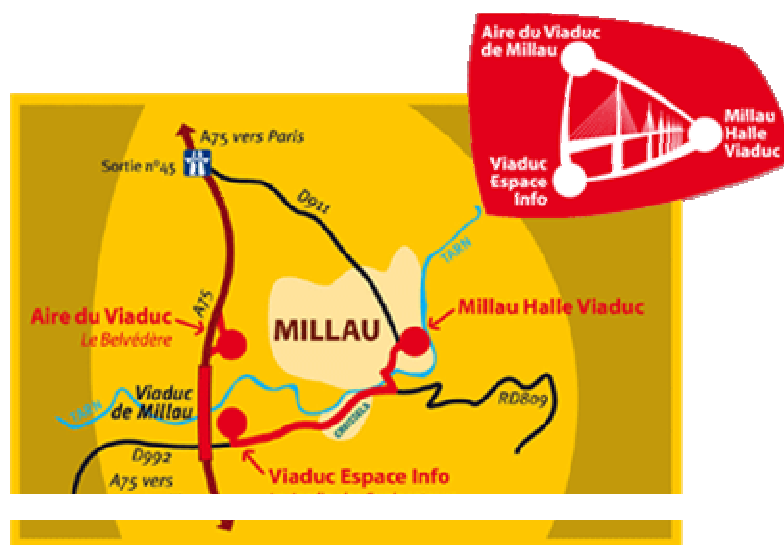 Aire du Viaduc
de Millau
Millau
Halle
Viaduc
Viaduc
Espace
Info
A75 vers Paris
Sortie n°45
D911
TARN
A75
Aire du Viaduc
Le Belvédère
MILLAU
Millau Halle Viaduc
Viaduc
de Millau
TARN
CREISSELS
RD809
D992
A75 vers
Viaduc Espace Info